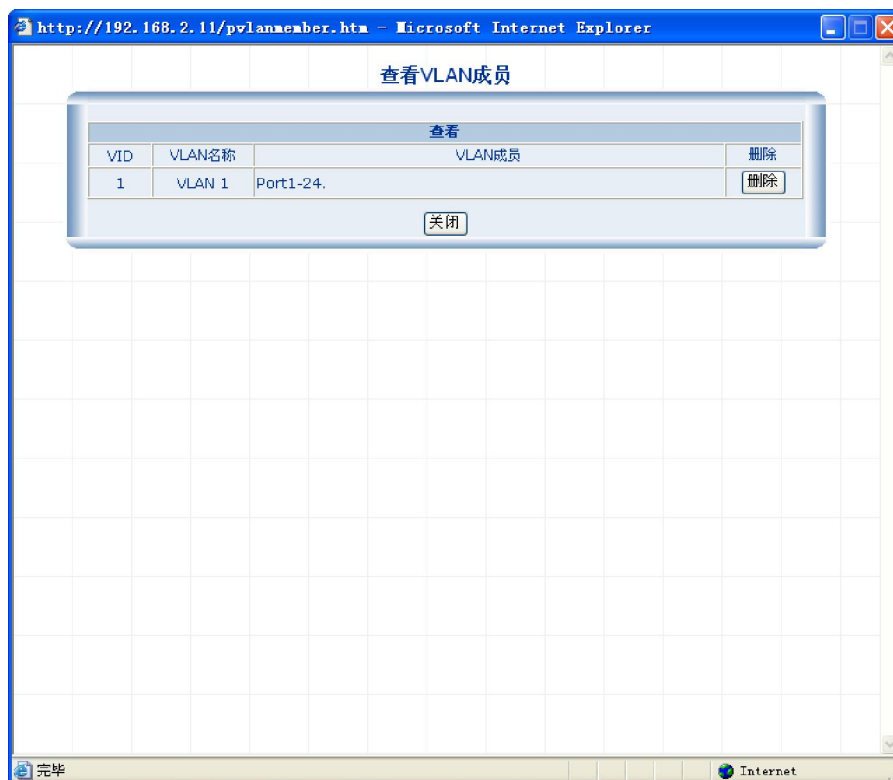 http://192.168.2.11/pvlanmember.htm - Microsoft Internet Explorer
查看VLAN成员
查看
VID VLAN名称 VLAN成员 删除
1 VLAN 1 Port1-24. 删除
关闭
完毕 Internet